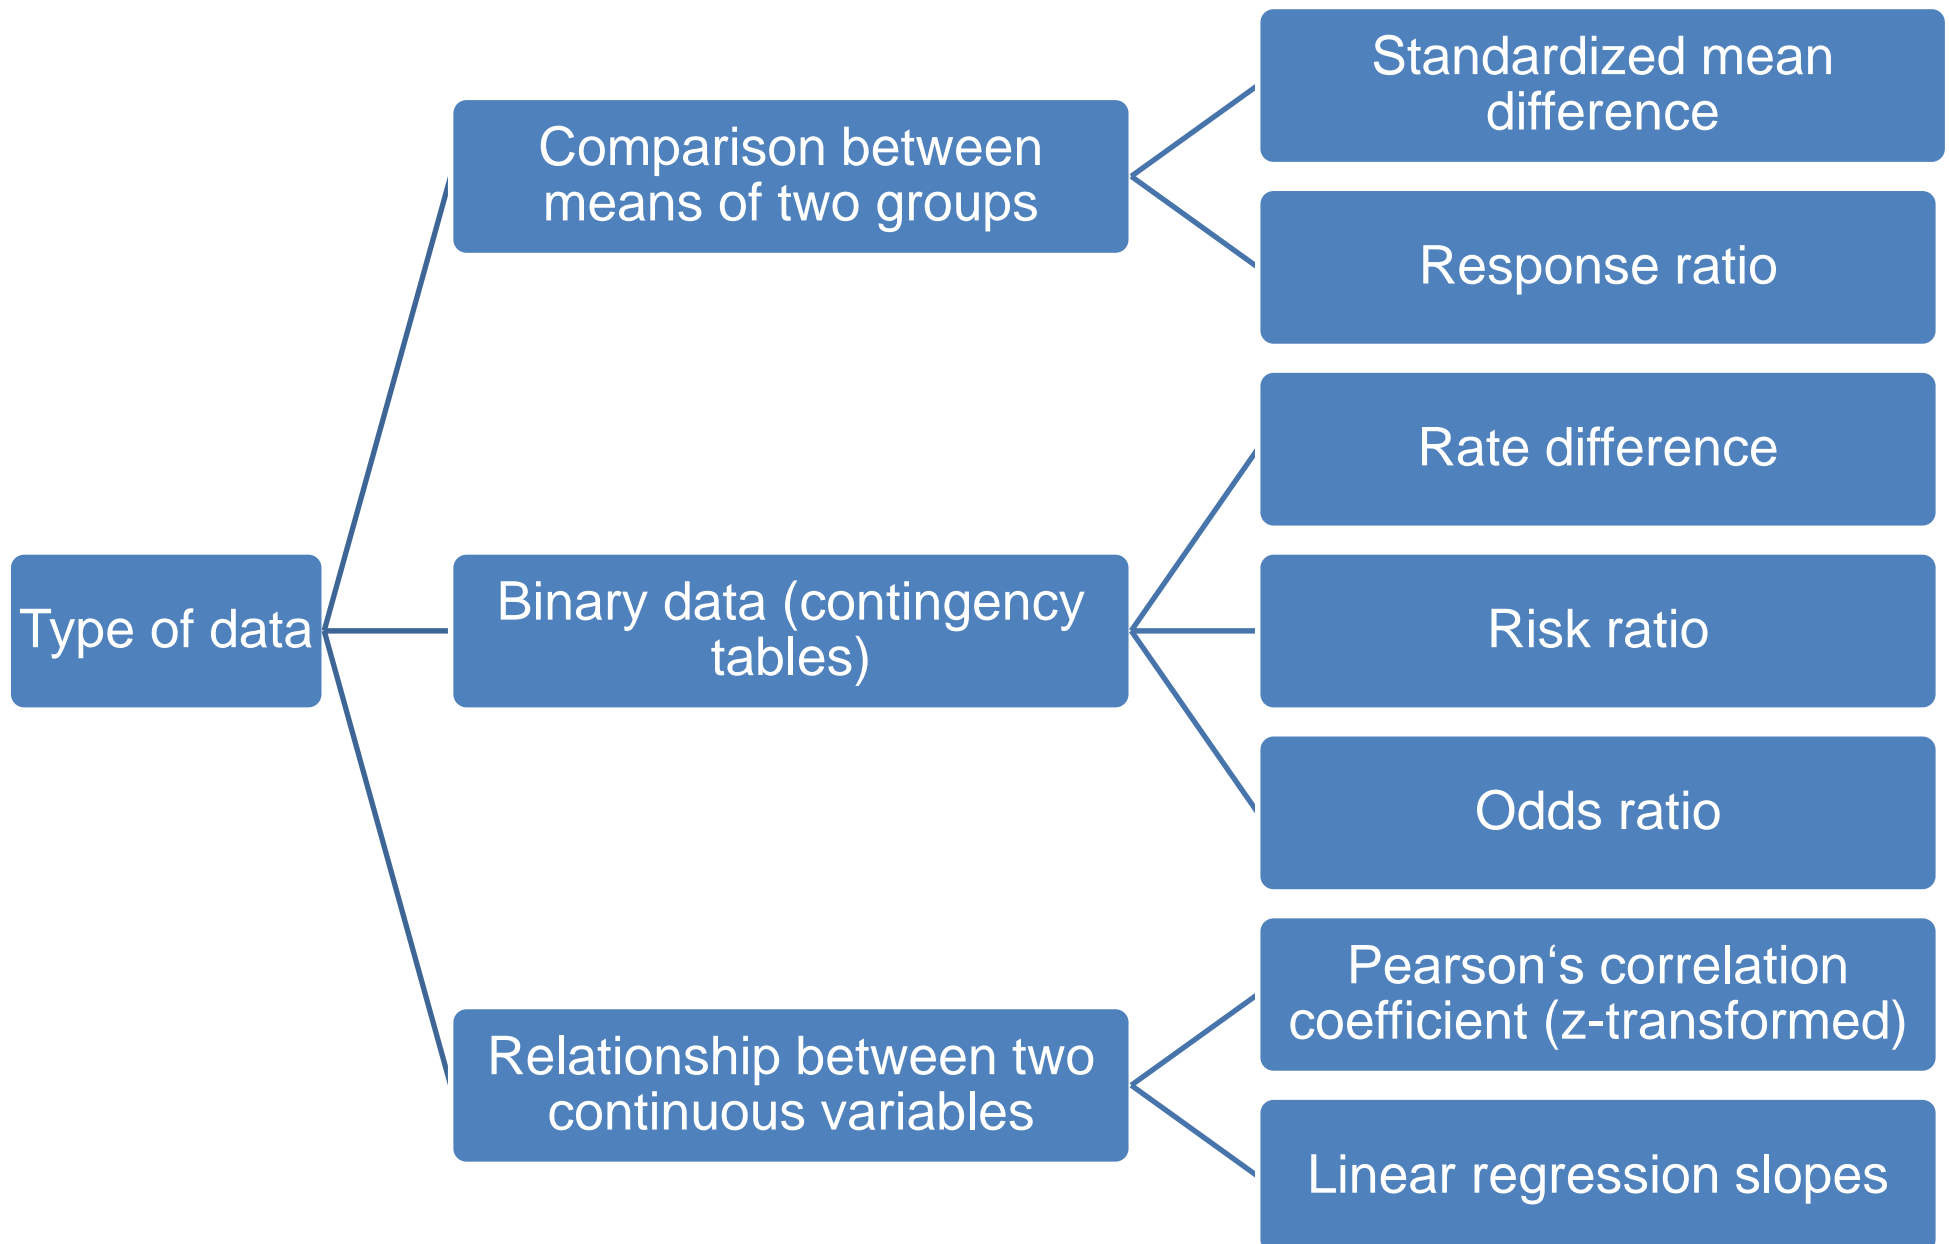 Type of data
Comparison between
means of two groups
Standardized mean
difference
Response ratio
Binary data (contingency
tables)
Rate difference
Risk ratio
Odds ratio
Relationship between two
continuous variables
Pearson‘s correlation
coefficient (z-transformed)
Linear regression slopes